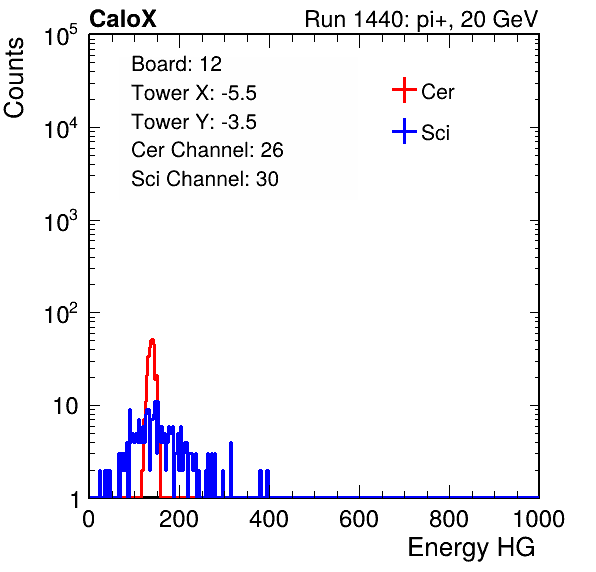 CaloX Run 1440: pi+, 20 GeV
Counts
Board: 12
Tower X: -5.5
Tower Y: -3.5
Cer Channel: 26
Sci Channel: 30
Cer
Sci
10^5
10^4
10^3
10^2
10
1
0 200 400 600 800 1000
Energy HG